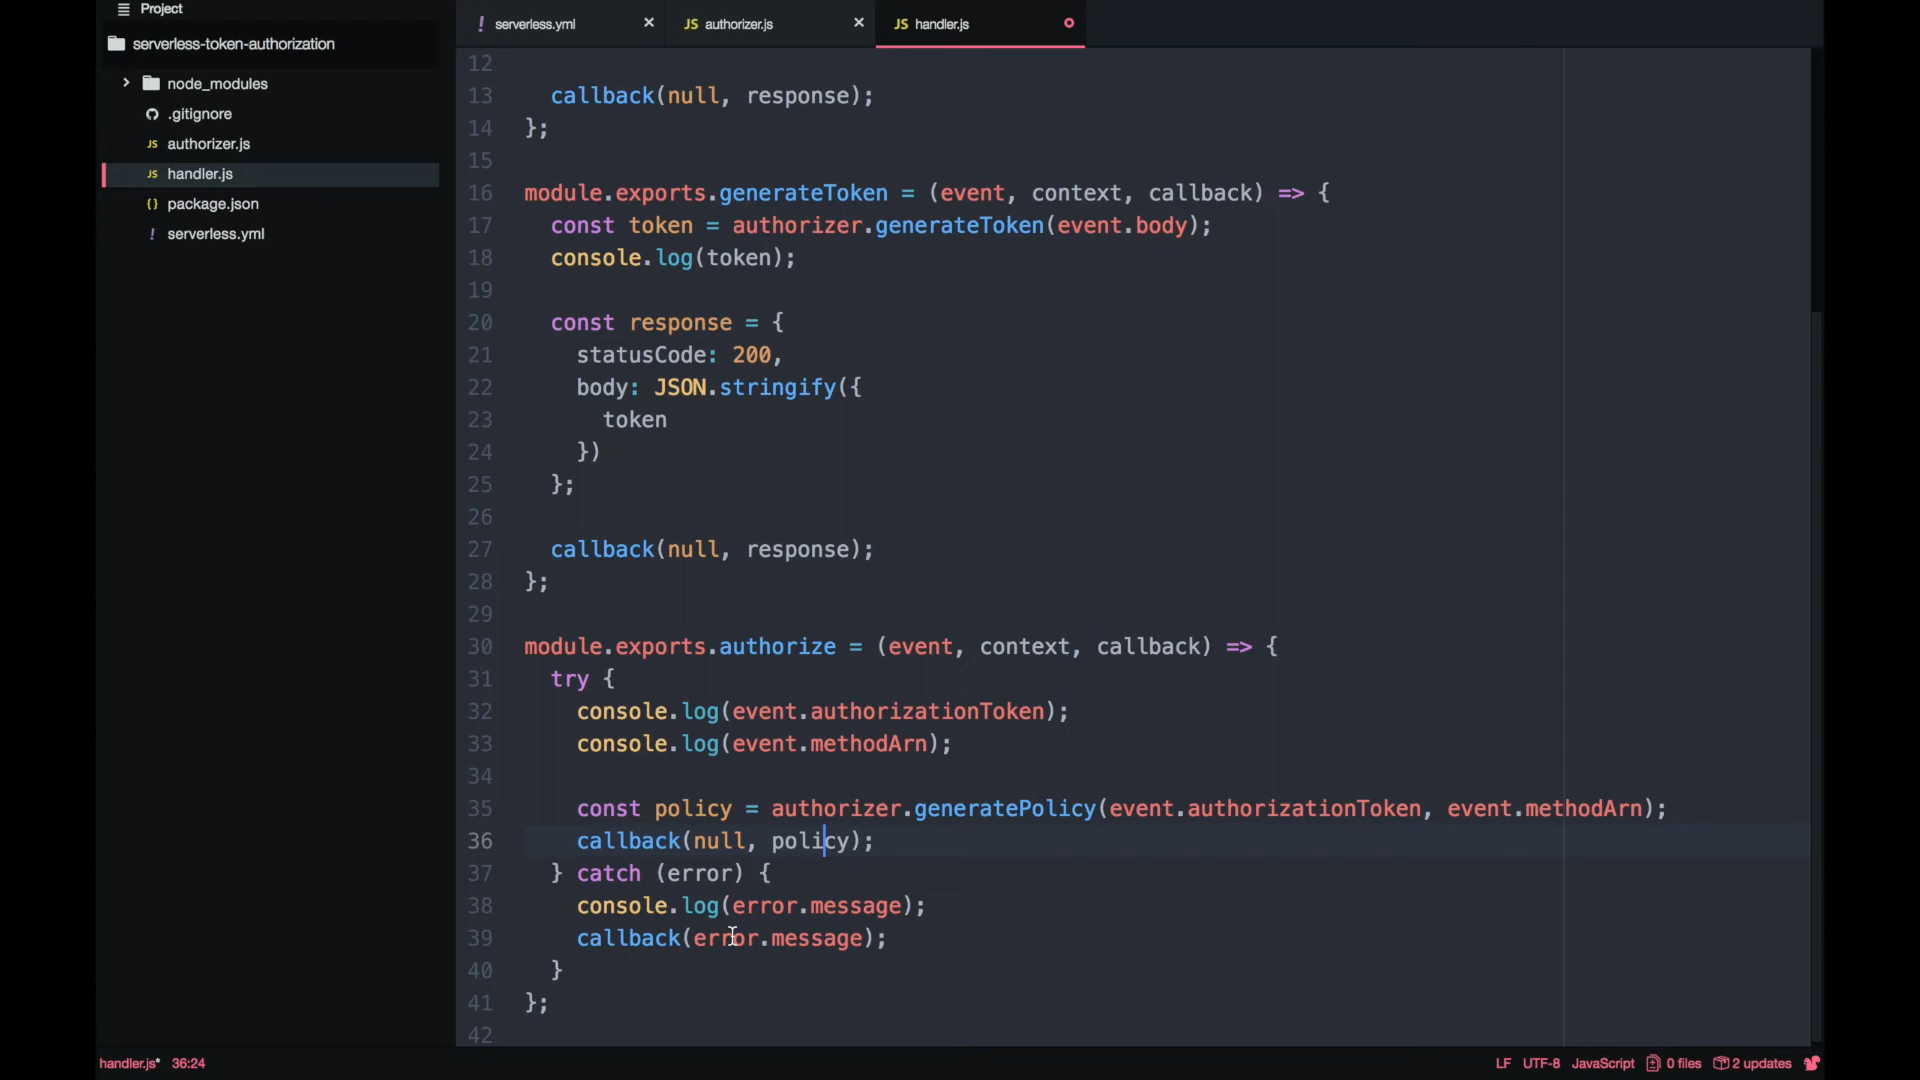 Project
serverless-token-authorization
node_modules
.gitignore
authorizer.js
handler.js
package.json
serverless.yml
serverless.yml
authorizer.js
handler.js
12
13 callback(null, response);
14 };
15
16 module.exports.generateToken = (event, context, callback) => {
17 const token = authorizer.generateToken(event.body);
18 console.log(token);
19
20 const response = {
21 statusCode: 200,
22 body: JSON.stringify({
23 token
24 })
25 };
26
27 callback(null, response);
28 };
29
30 module.exports.authorize = (event, context, callback) => {
31 try {
32 console.log(event.authorizationToken);
33 console.log(event.methodArn);
34
35 const policy = authorizer.generatePolicy(event.authorizationToken, event.methodArn);
36 callback(null, policy);
37 } catch (error) {
38 console.log(error.message);
39 callback(error.message);
40 }
41 };
42
handler.js* 36:24 LF UTF-8 JavaScript 0 files 2 updates